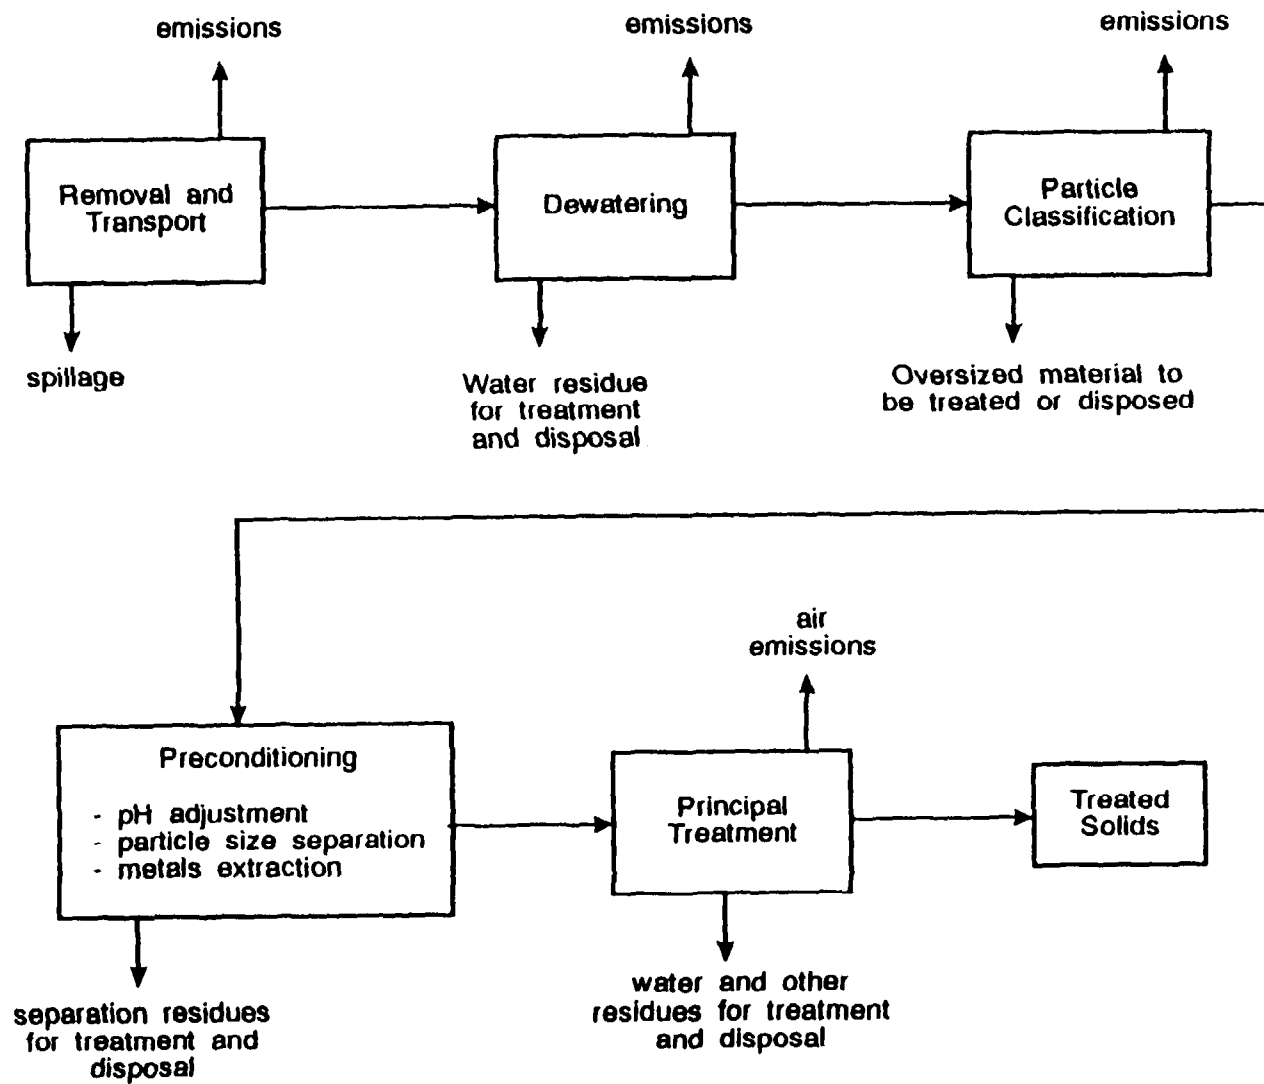 emissions
emissions
emissions
Removal and
Transport
Dewatering
Particle
Classification
spillage
Water residue
for treatment
and disposal
Oversized material to
be treated or disposed
air
emissions
Preconditioning
- pH adjustment
- particle size separation
- metals extraction
Principal
Treatment
Treated
Solids
separation residues
for treatment and
disposal
water and other
residues for treatment
and disposal